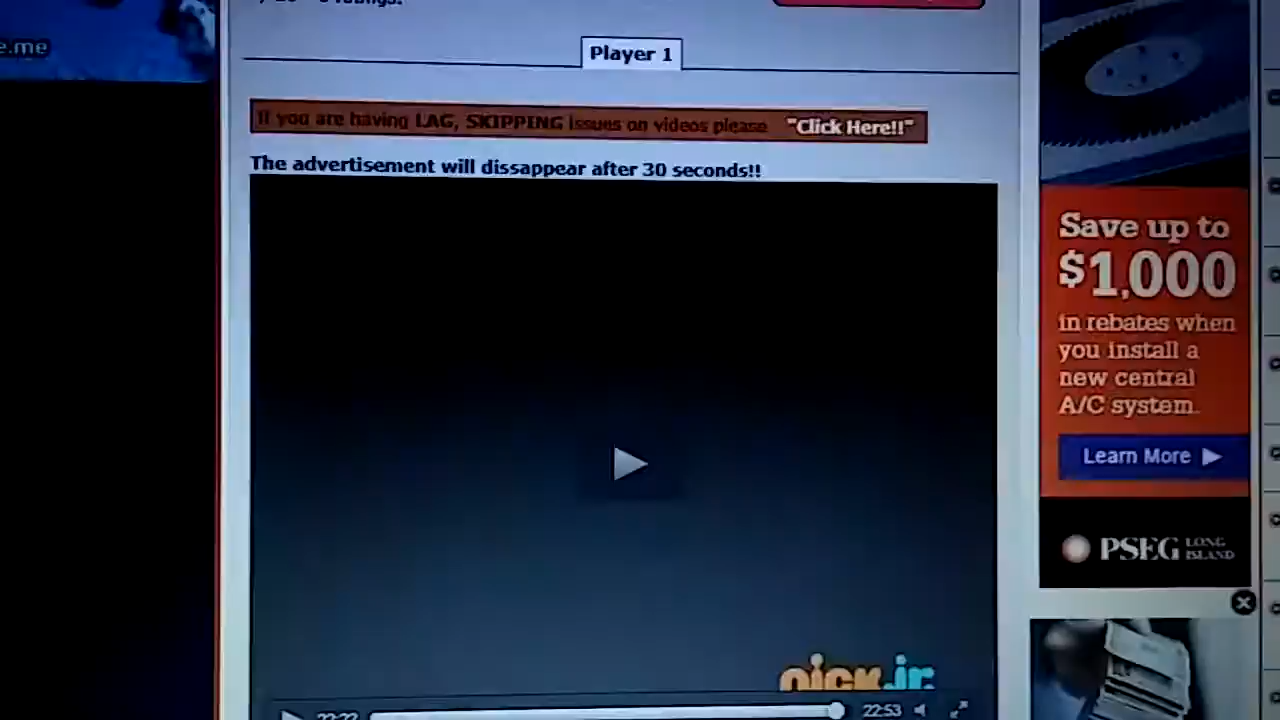 e.me
Player 1
If you are having LAG, SKIPPING issues on videos please "Click Here!!"
The advertisement will dissappear after 30 seconds!!
Save up to
$1,000
in rebates when
you install a
new central
A/C system.
Learn More
PSEG LONG
ISLAND
nick jr.
22:53